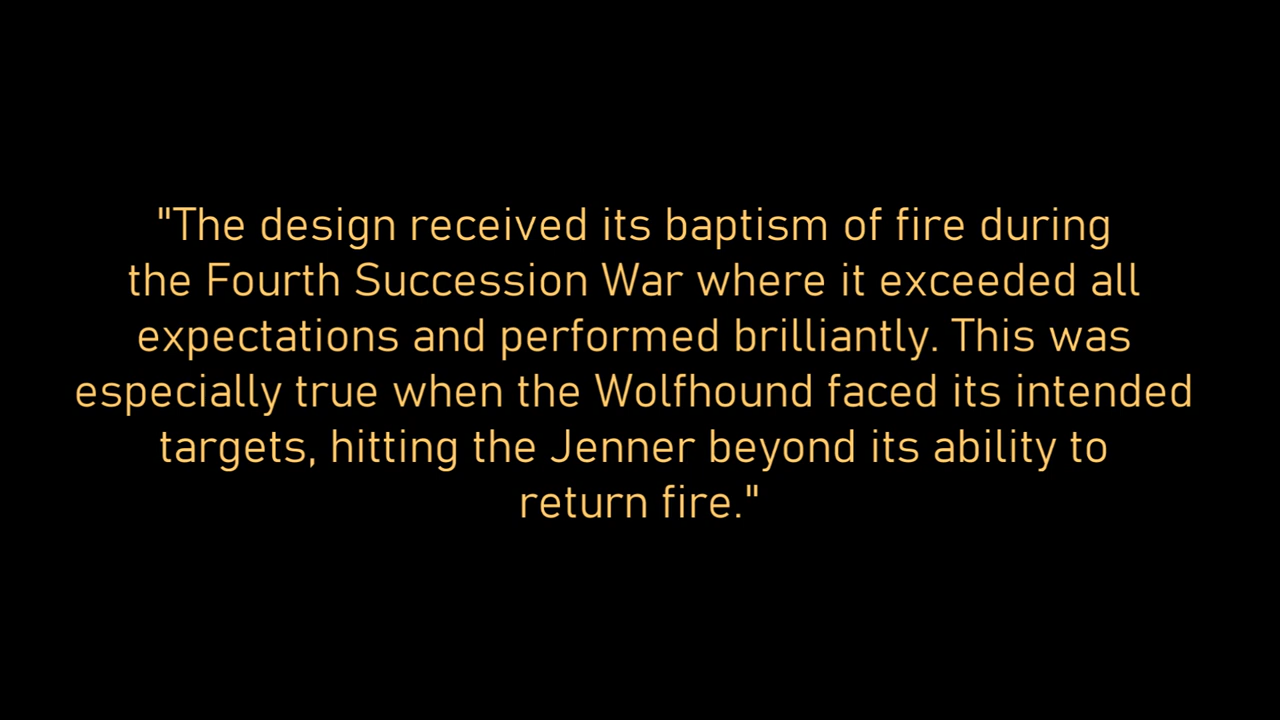 "The design received its baptism of fire during
the Fourth Succession War where it exceeded all
expectations and performed brilliantly. This was
especially true when the Wolfhound faced its intended
targets, hitting the Jenner beyond its ability to
return fire."